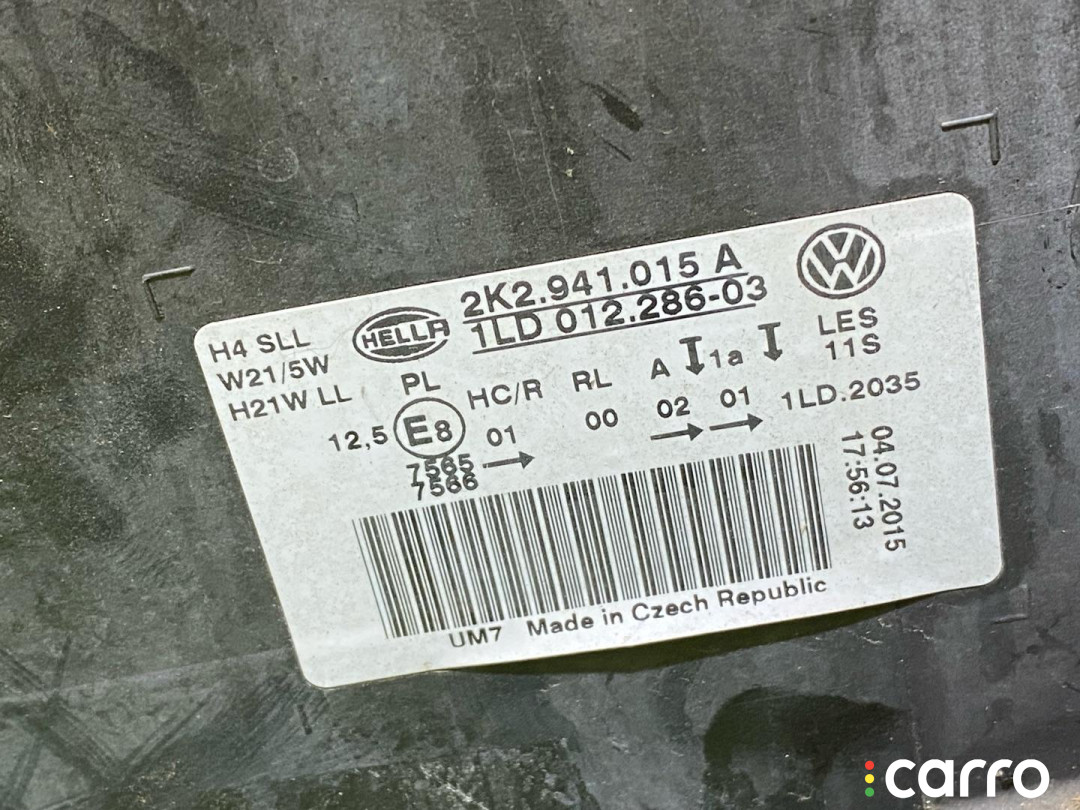 2K2.941.015 A
1LD 012.286-03
HELLA
H4 SLL
W21/5W
H21W LL
LES
11S
PL HC/R RL A 1a
12,5 E8 01 00 02 01 1LD.2035
7565
7566
04.07.2015
17:56:13
UM7 Made in Czech Republic
carro